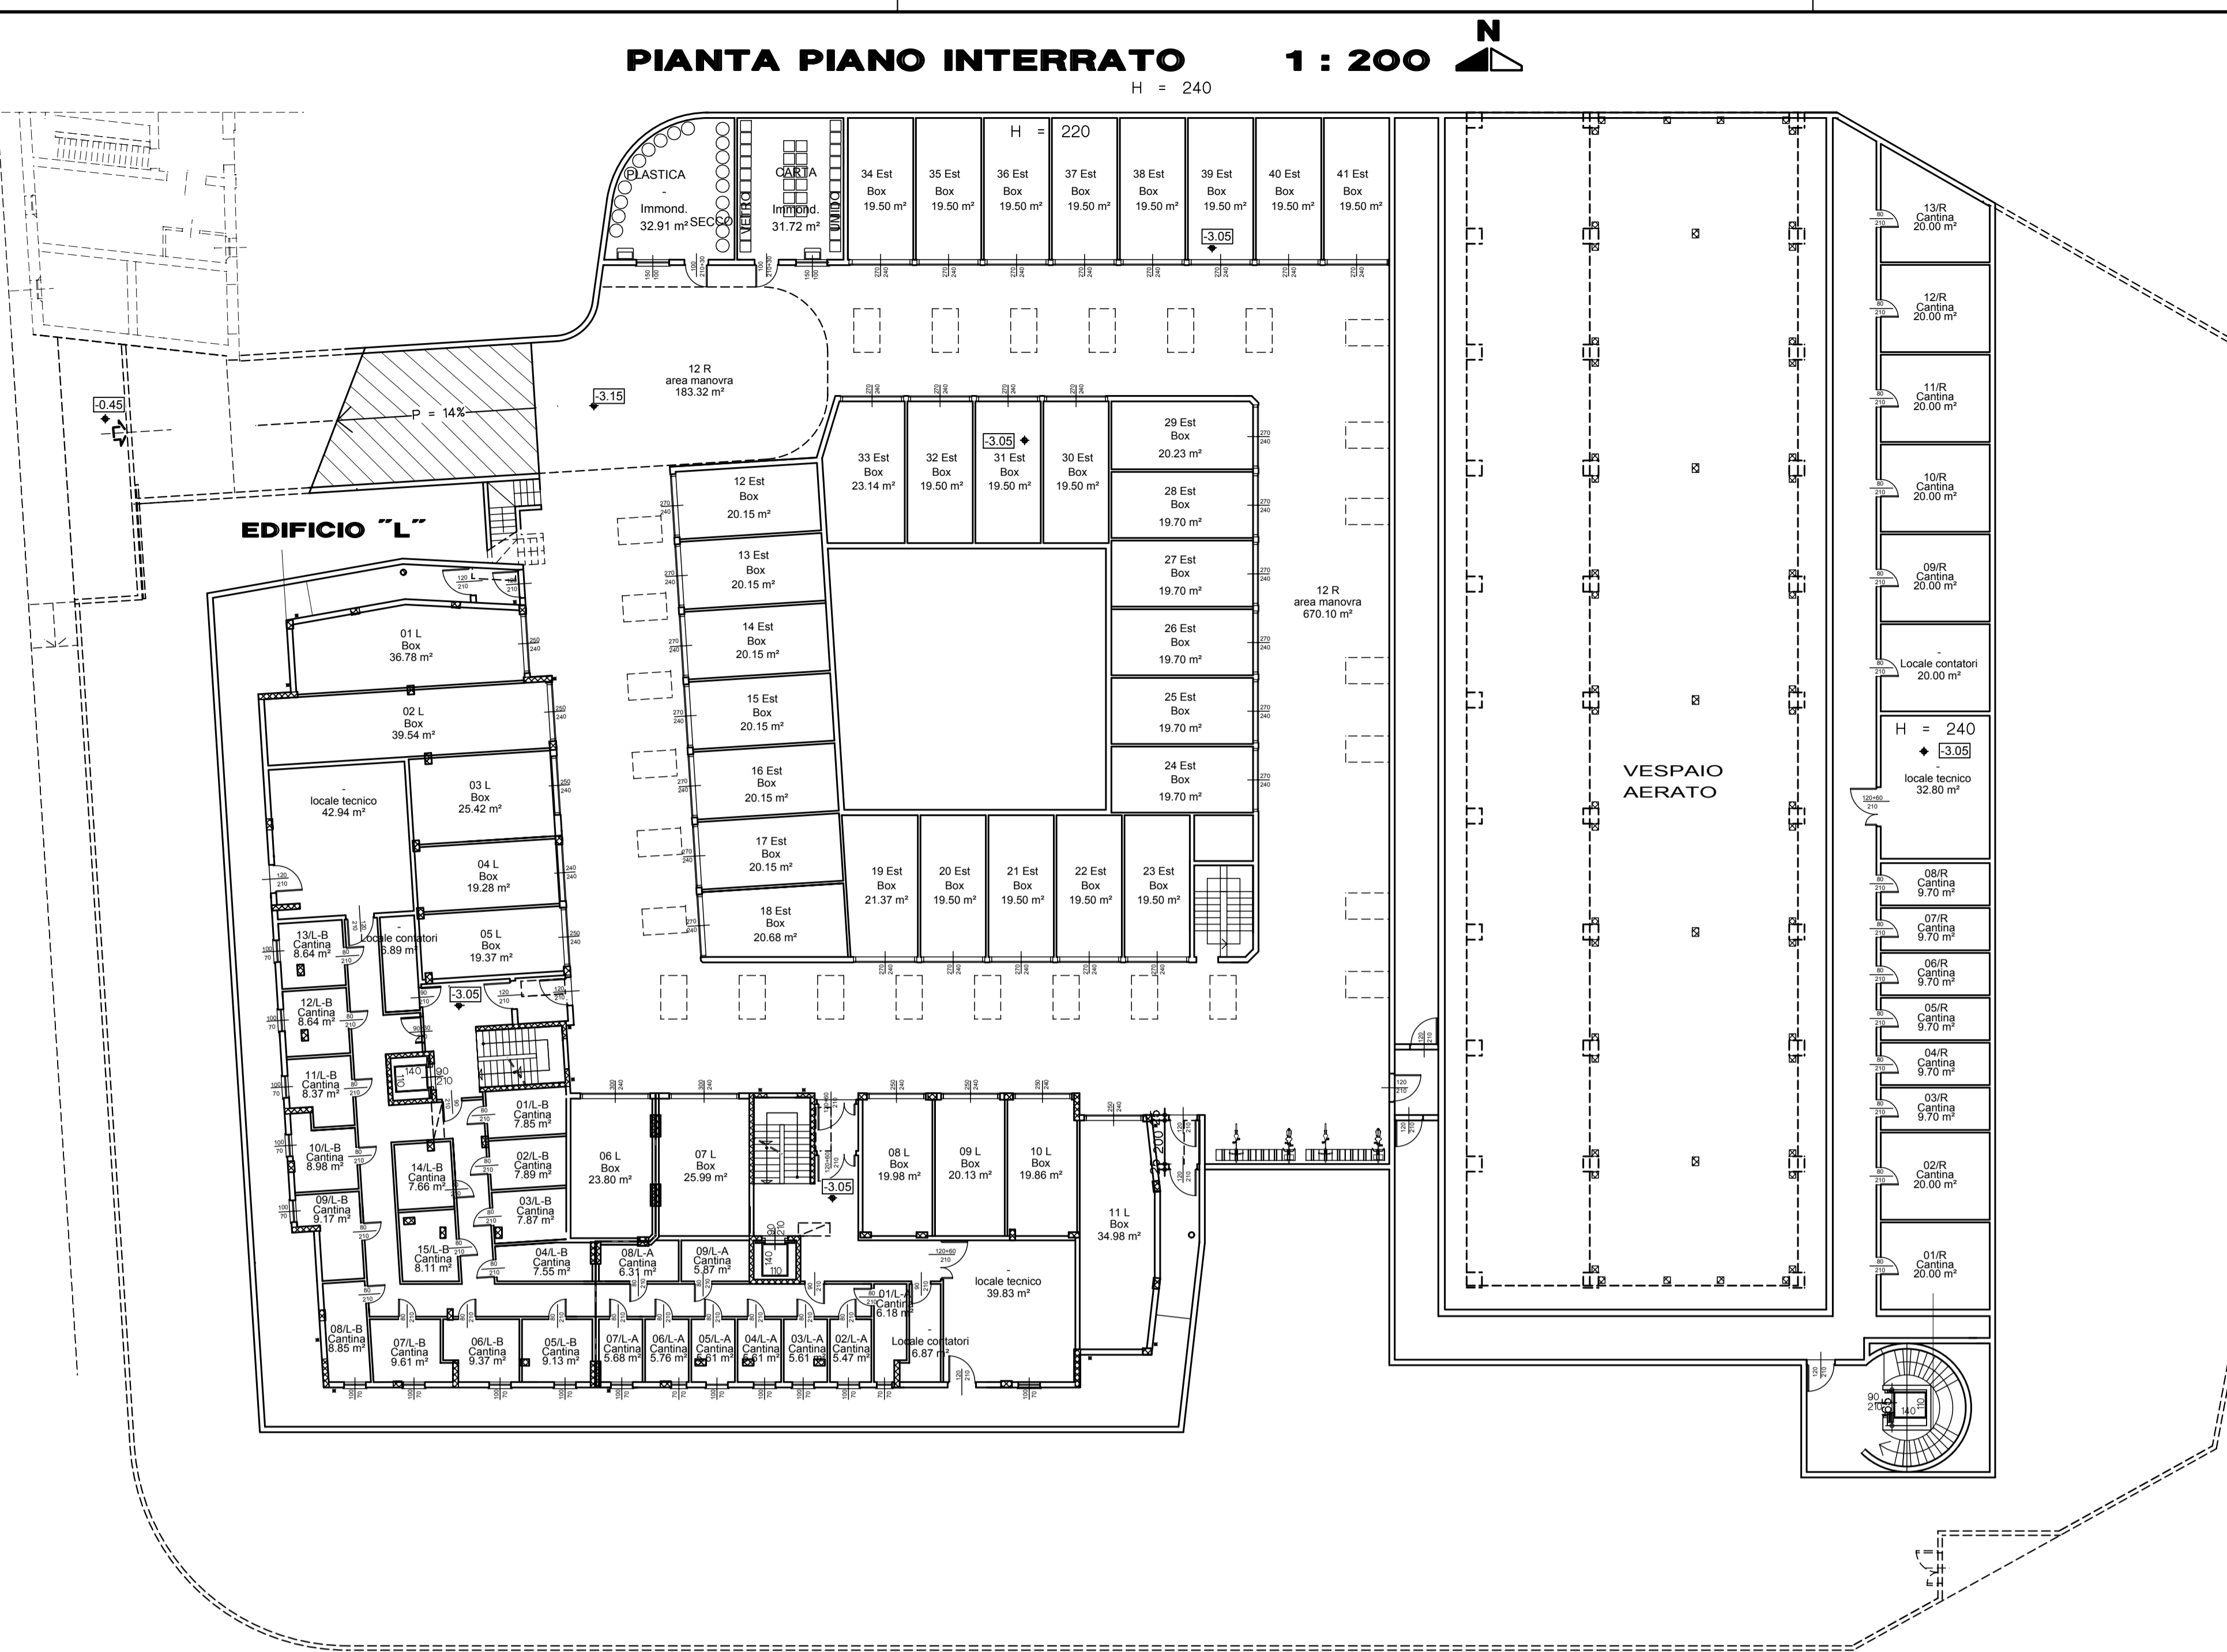 PIANTA PIANO INTERRATO 1 : 200
N
H = 240
H = 220
PLASTICA
-
Immond.
32.91 m²
SECCO
VETRO
CARTA
Immond.
31.72 m²
UMIDO
34 Est
Box
19.50 m²
35 Est
Box
19.50 m²
36 Est
Box
19.50 m²
37 Est
Box
19.50 m²
38 Est
Box
19.50 m²
39 Est
Box
19.50 m²
40 Est
Box
19.50 m²
41 Est
Box
19.50 m²
-3.05
12 R
area manovra
183.32 m²
-3.15
-0.45
P = 14%
EDIFICIO "L"
33 Est
Box
23.14 m²
32 Est
Box
19.50 m²
-3.05
31 Est
Box
19.50 m²
30 Est
Box
19.50 m²
29 Est
Box
20.23 m²
28 Est
Box
19.70 m²
27 Est
Box
19.70 m²
26 Est
Box
19.70 m²
25 Est
Box
19.70 m²
24 Est
Box
19.70 m²
12 Est
Box
20.15 m²
13 Est
Box
20.15 m²
14 Est
Box
20.15 m²
15 Est
Box
20.15 m²
16 Est
Box
20.15 m²
17 Est
Box
20.15 m²
18 Est
Box
20.68 m²
19 Est
Box
21.37 m²
20 Est
Box
19.50 m²
21 Est
Box
19.50 m²
22 Est
Box
19.50 m²
23 Est
Box
19.50 m²
12 R
area manovra
670.10 m²
VESPAIO
AERATO
13/R
Cantina
20.00 m²
12/R
Cantina
20.00 m²
11/R
Cantina
20.00 m²
10/R
Cantina
20.00 m²
09/R
Cantina
20.00 m²
-
Locale contatori
20.00 m²
H = 240
-3.05
-
locale tecnico
32.80 m²
08/R
Cantina
9.70 m²
07/R
Cantina
9.70 m²
06/R
Cantina
9.70 m²
05/R
Cantina
9.70 m²
04/R
Cantina
9.70 m²
03/R
Cantina
9.70 m²
02/R
Cantina
20.00 m²
01/R
Cantina
20.00 m²
01 L
Box
36.78 m²
02 L
Box
39.54 m²
-
locale tecnico
42.94 m²
03 L
Box
25.42 m²
04 L
Box
19.28 m²
05 L
Box
19.37 m²
-
Locale contatori
6.89 m²
-3.05
13/L-B
Cantina
8.64 m²
12/L-B
Cantina
8.64 m²
11/L-B
Cantina
8.37 m²
10/L-B
Cantina
8.98 m²
09/L-B
Cantina
9.17 m²
14/L-B
Cantina
7.66 m²
15/L-B
Cantina
8.11 m²
01/L-B
Cantina
7.85 m²
02/L-B
Cantina
7.89 m²
03/L-B
Cantina
7.87 m²
04/L-B
Cantina
7.55 m²
06 L
Box
23.80 m²
07 L
Box
25.99 m²
-3.05
08 L
Box
19.98 m²
09 L
Box
20.13 m²
10 L
Box
19.86 m²
11 L
Box
34.98 m²
08/L-A
Cantina
6.31 m²
09/L-A
Cantina
5.87 m²
-
locale tecnico
39.83 m²
01/L-A
Cantina
6.18 m²
-
Locale contatori
6.87 m²
08/L-B
Cantina
8.85 m²
07/L-B
Cantina
9.61 m²
06/L-B
Cantina
9.37 m²
05/L-B
Cantina
9.13 m²
07/L-A
Cantina
5.68 m²
06/L-A
Cantina
5.76 m²
05/L-A
Cantina
5.61 m²
04/L-A
Cantina
5.61 m²
03/L-A
Cantina
5.61 m²
02/L-A
Cantina
5.47 m²